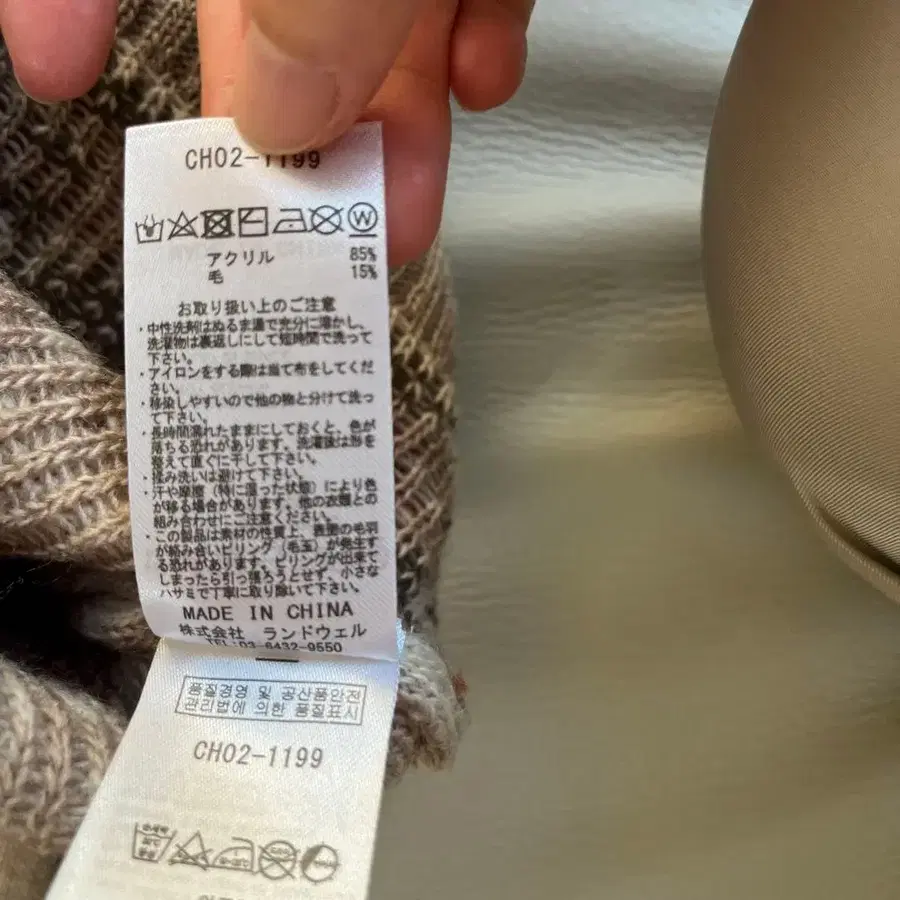 CH02-1199
W
アクリル 85%
毛 15%
お取り扱い上のご注意
・中性洗剤はぬるま湯で充分に溶かし、
洗濯物は裏返しにして短時間で洗って
下さい。
・アイロンをする際は当て布をしてくだ
さい。
・移染しやすいので他の物と分けて洗っ
て下さい。
・長時間濡れたままにしておくと、色が
落ちる恐れがあります。洗濯後は形を
整えて直ぐに干して下さい。
・揉み洗いは避けて下さい。
・汗や摩擦（特に湿った状態）により色
が移る場合があります。他の衣類との
組み合わせにご注意ください。
・この製品は素材の性質上、表面の毛羽
が絡み合いピリング（毛玉）が発生す
る恐れがあります。ピリングが出来て
しまったら引っ張ろうとせず、小さな
ハサミで丁寧に取り除いて下さい。
MADE IN CHINA
株式会社 ランドウェル
TEL:03-6432-9550
품질경영 및 공산품안전
관리법에 의한 품질표시
CH02-1199